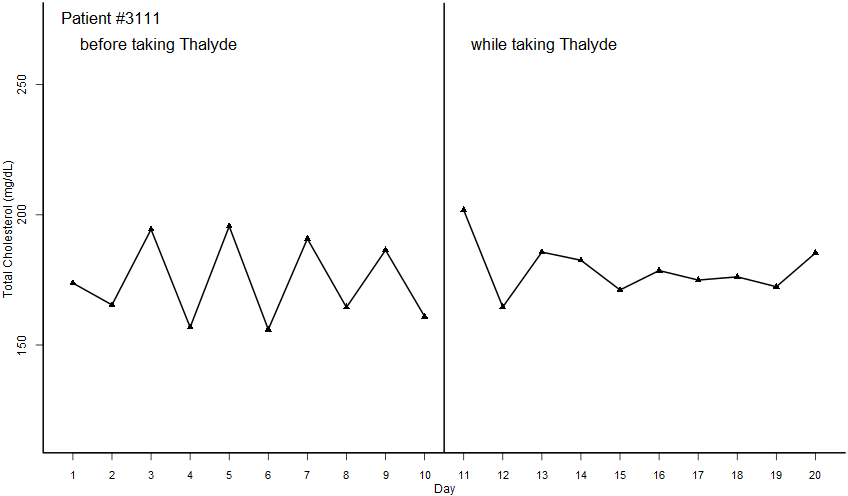 Patient #3111
before taking Thalyde
while taking Thalyde
Total Cholesterol (mg/dL)
250
200
150
1 2 3 4 5 6 7 8 9 10 11 12 13 14 15 16 17 18 19 20
Day